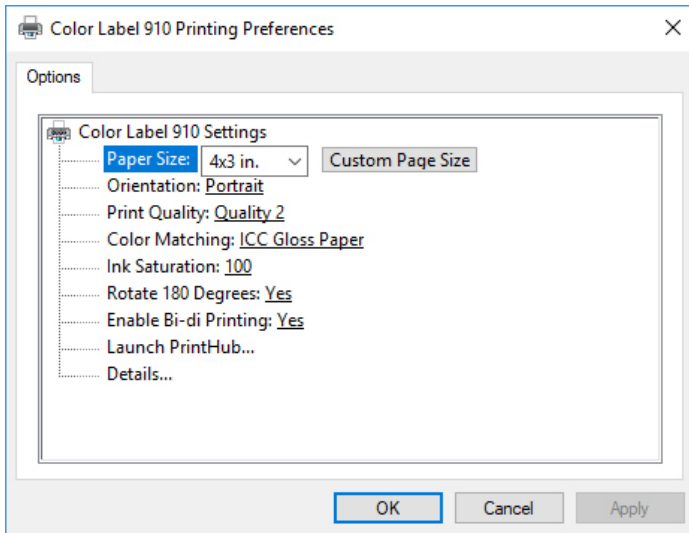 Color Label 910 Printing Preferences
Options
Color Label 910 Settings
Paper Size: 4x3 in. Custom Page Size
Orientation: Portrait
Print Quality: Quality 2
Color Matching: ICC Gloss Paper
Ink Saturation: 100
Rotate 180 Degrees: Yes
Enable Bi-di Printing: Yes
Launch PrintHub...
Details...
OK Cancel Apply